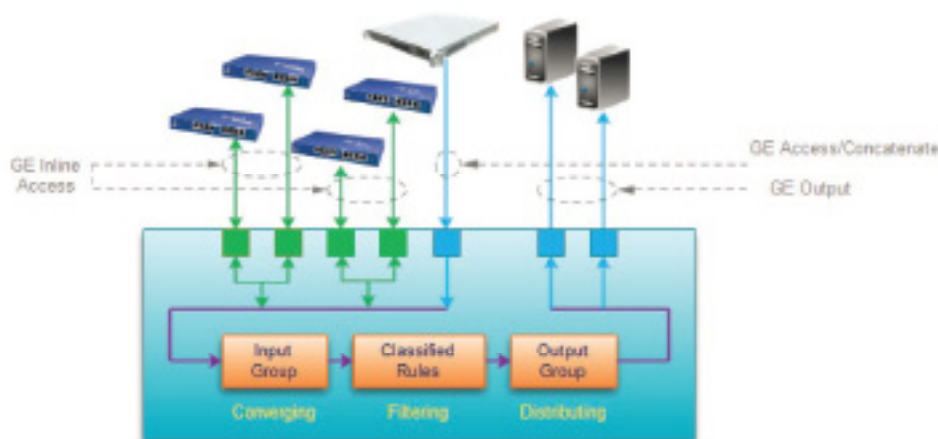 GE Inline
Access
GE Access/Concatenate
GE Output
Input
Group
Classified
Rules
Output
Group
Converging
Filtering
Distributing